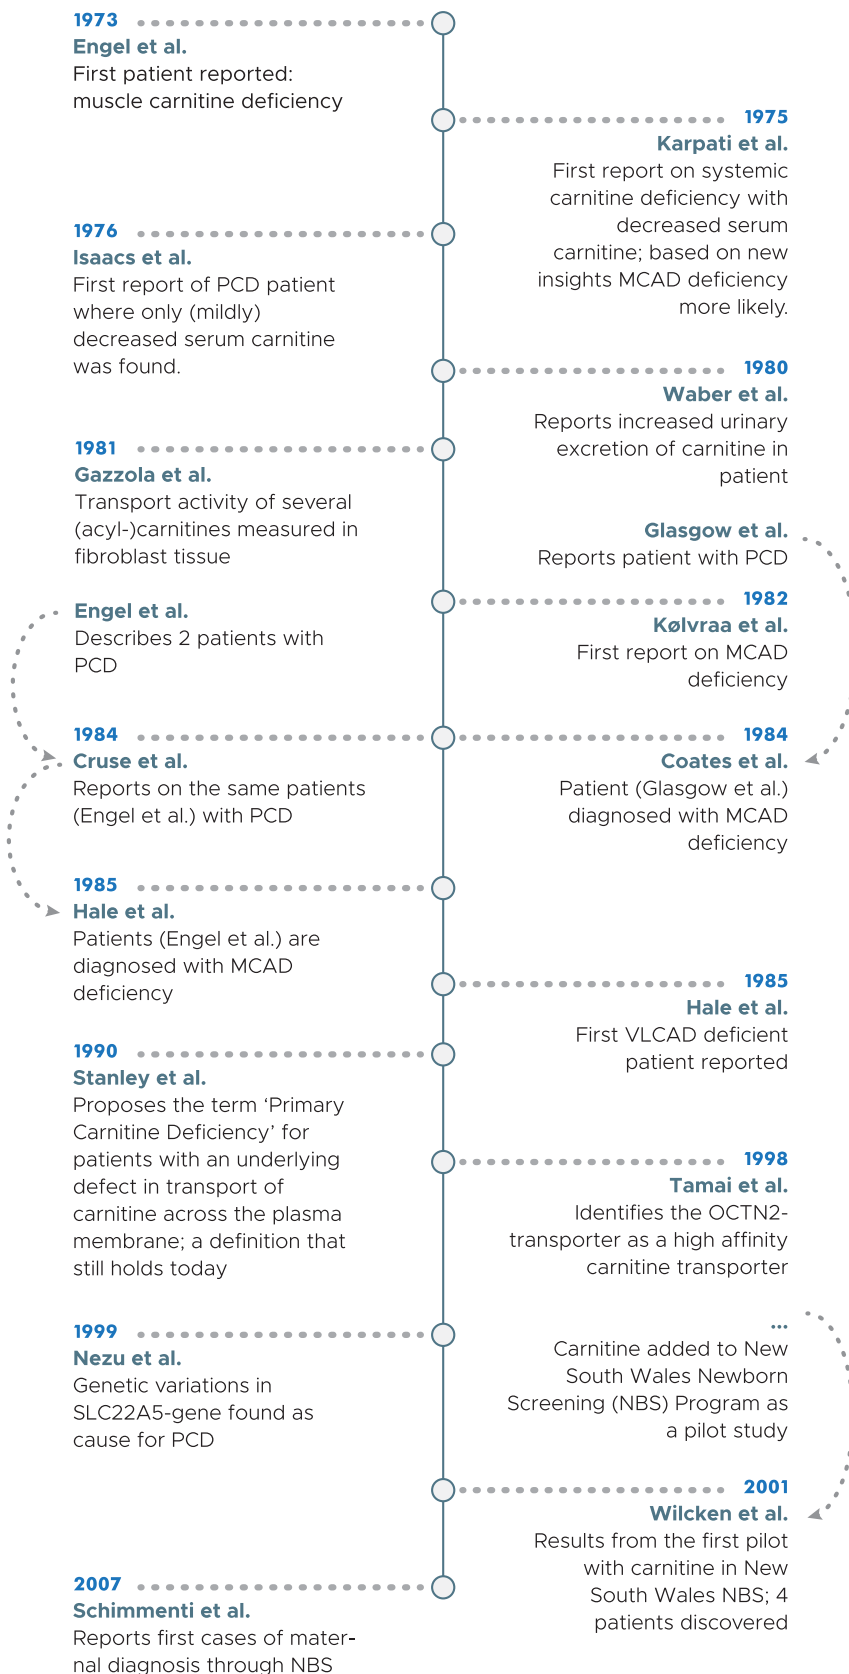 1973
Engel et al.
First patient reported:
muscle carnitine deficiency
1975
Karpati et al.
First report on systemic
carnitine deficiency with
decreased serum
carnitine; based on new
insights MCAD deficiency
more likely.
1976
Isaacs et al.
First report of PCD patient
where only (mildly)
decreased serum carnitine
was found.
1980
Waber et al.
Reports increased urinary
excretion of carnitine in
patient
Glasgow et al.
Reports patient with PCD
1981
Gazzola et al.
Transport activity of several
(acyl-)carnitines measured in
fibroblast tissue
Engel et al.
Describes 2 patients with
PCD
1982
Kølvraa et al.
First report on MCAD
deficiency
1984
Cruse et al.
Reports on the same patients
(Engel et al.) with PCD
1984
Coates et al.
Patient (Glasgow et al.)
diagnosed with MCAD
deficiency
1985
Hale et al.
Patients (Engel et al.) are
diagnosed with MCAD
deficiency
1985
Hale et al.
First VLCAD deficient
patient reported
1990
Stanley et al.
Proposes the term ‘Primary
Carnitine Deficiency’ for
patients with an underlying
defect in transport of
carnitine across the plasma
membrane; a definition that
still holds today
1998
Tamai et al.
Identifies the OCTN2-
transporter as a high affinity
carnitine transporter
...
Carnitine added to New
South Wales Newborn
Screening (NBS) Program as
a pilot study
1999
Nezu et al.
Genetic variations in
SLC22A5-gene found as
cause for PCD
2001
Wilcken et al.
Results from the first pilot
with carnitine in New
South Wales NBS; 4
patients discovered
2007
Schimmenti et al.
Reports first cases of mater-
nal diagnosis through NBS